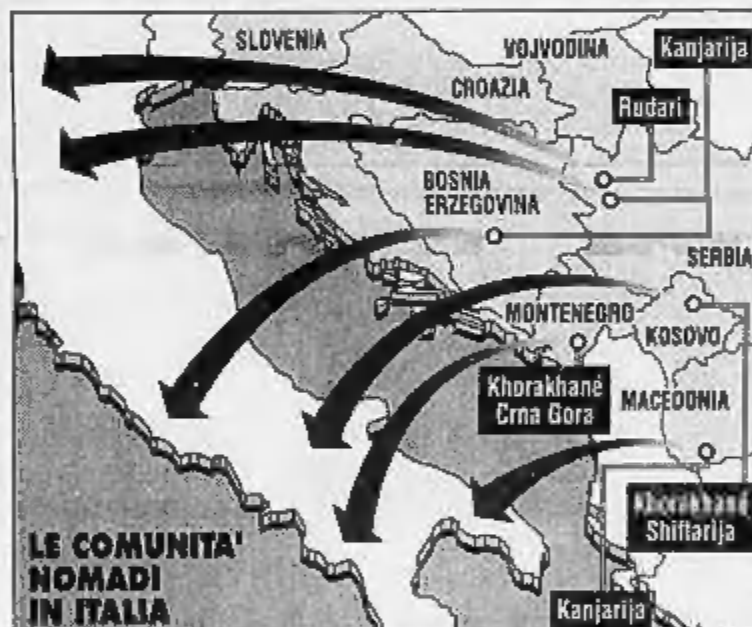 SLOVENIA
VOJVODINA
Kanjarija
CROAZIA
Rudari
BOSNIA
ERZEGOVINA
SERBIA
MONTENEGRO
KOSOVO
Khorakhané
Crna Gora
MACEDONIA
Khorakhané
Shiftarija
LE COMUNITA'
NOMADI
IN ITALIA
Kanjarija